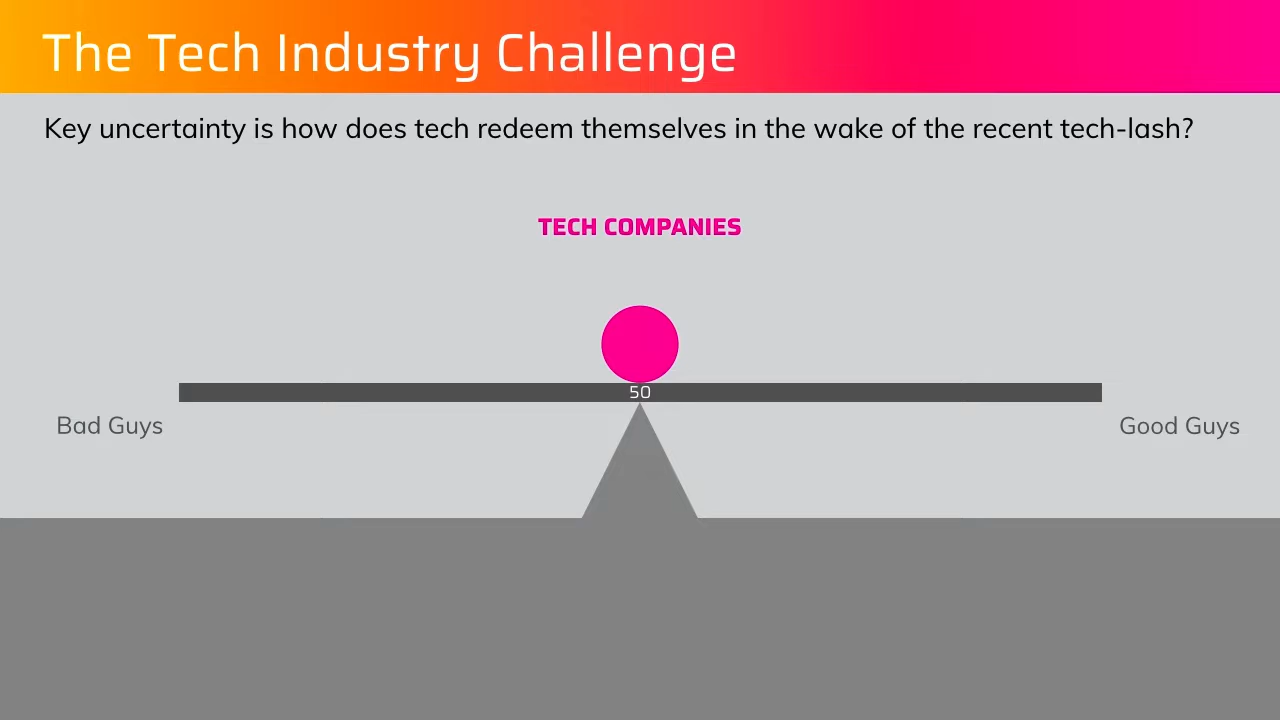 The Tech Industry Challenge
Key uncertainty is how does tech redeem themselves in the wake of the recent tech-lash?
TECH COMPANIES
50
Bad Guys
Good Guys